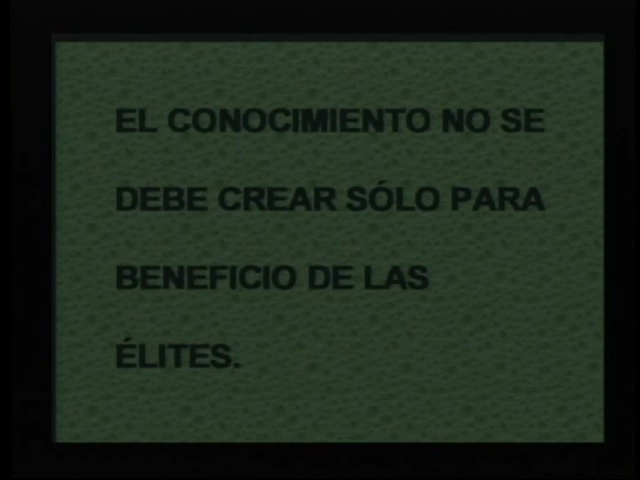 EL CONOCIMIENTO NO SE
DEBE CREAR SÓLO PARA
BENEFICIO DE LAS
ÉLITES.